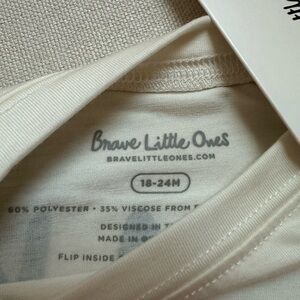 Brave Little Ones
BRAVELITTLEONES.COM
18-24M
60% POLYESTER • 35% VISCOSE FROM
DESIGNED IN
MADE IN
FLIP INSIDE